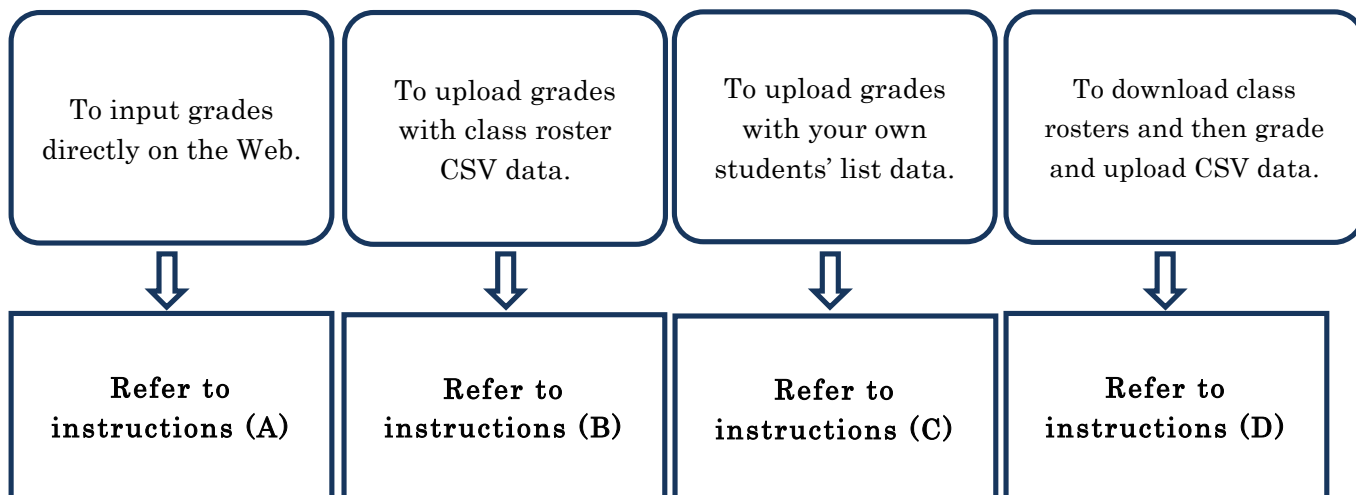 To input grades
directly on the Web.
To upload grades
with class roster
CSV data.
To upload grades
with your own
students’ list data.
To download class
rosters and then grade
and upload CSV data.
Refer to
instructions (A)
Refer to
instructions (B)
Refer to
instructions (C)
Refer to
instructions (D)